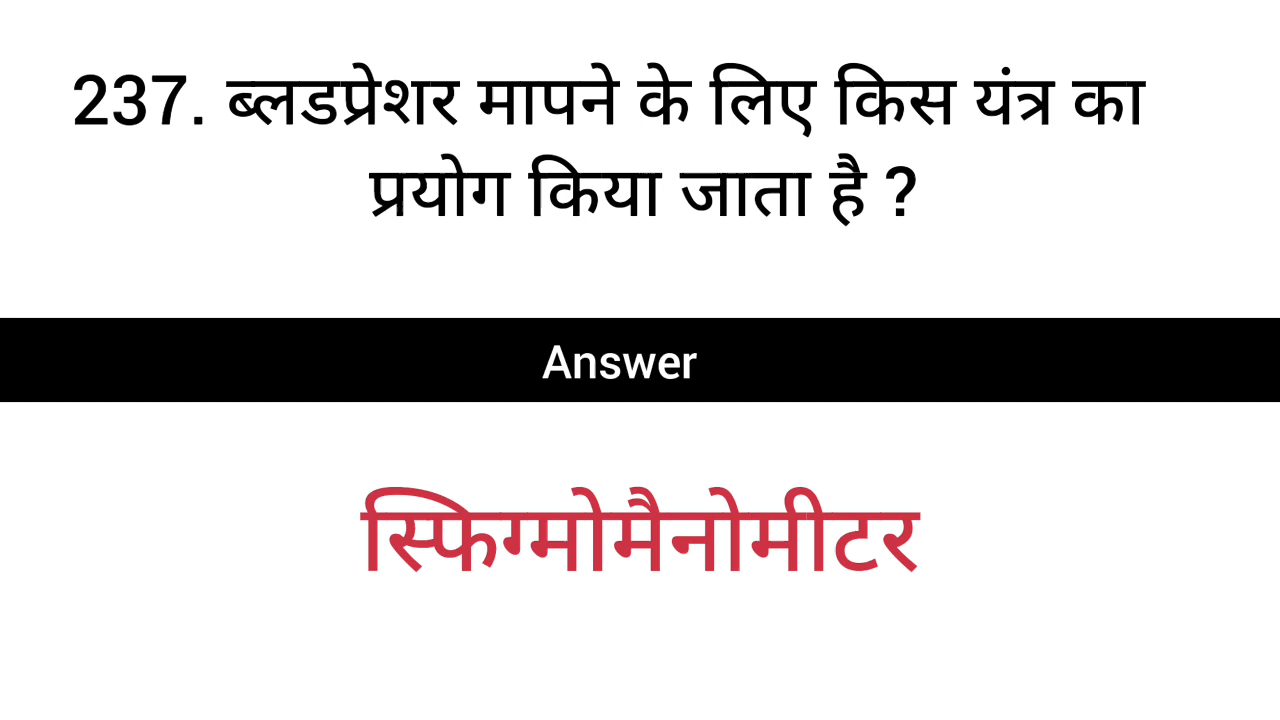 237. ब्लडप्रेशर मापने के लिए किस यंत्र का
प्रयोग किया जाता है ?
Answer
स्फिग्मोमैनोमीटर